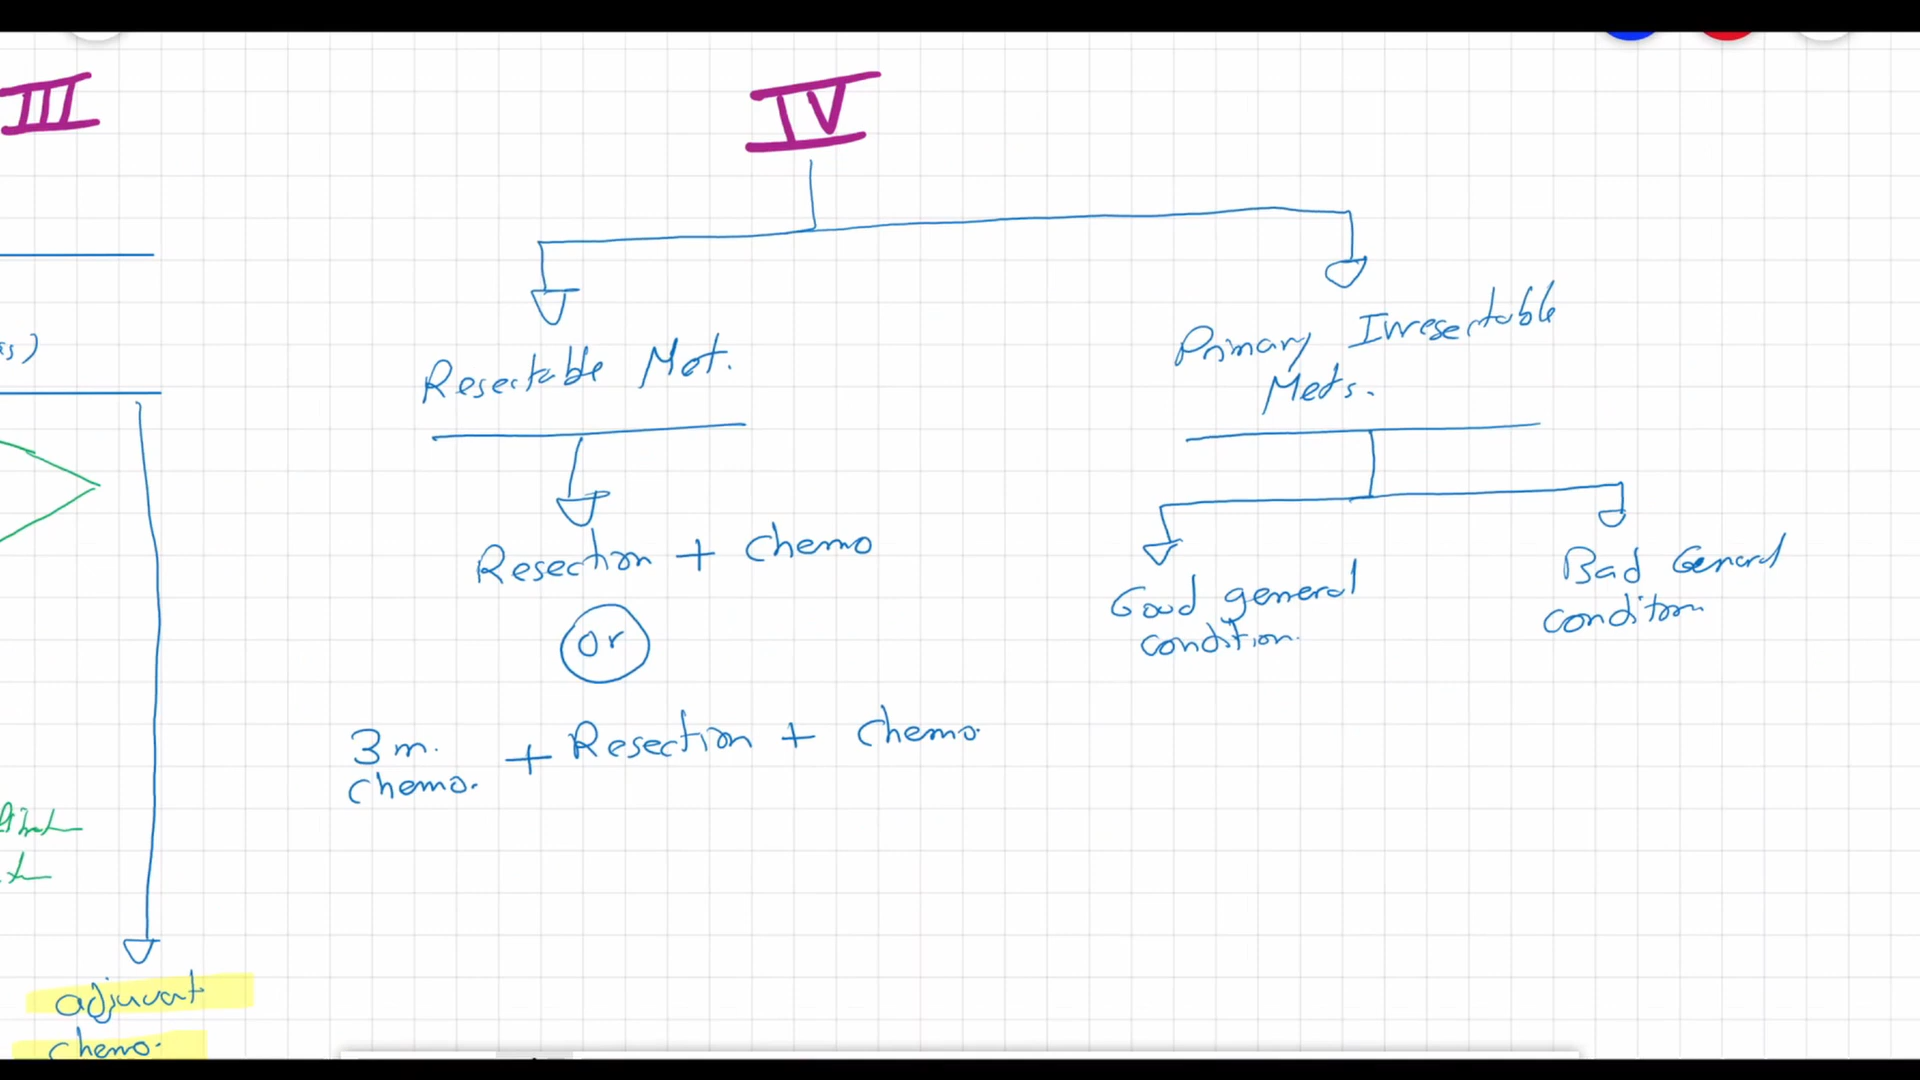 III
IV
Resectable Met.
Primary Irresectable
Mets.
Resection + Chemo
Or
Good general
condition.
Bad General
condition
3 m.
chemo.
+ Resection + Chemo.
adjuvant
chemo.